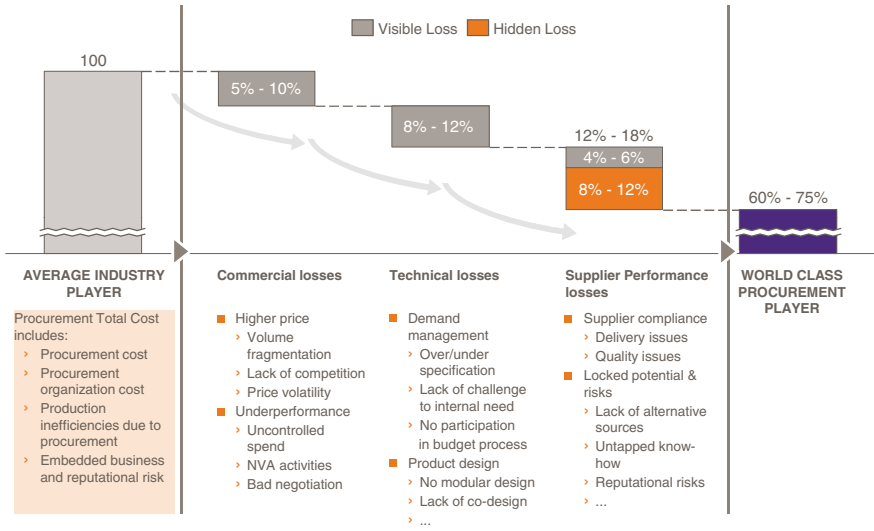 Visible Loss
Hidden Loss
100
5% - 10%
8% - 12%
12% - 18%
4% - 6%
8% - 12%
60% - 75%
AVERAGE INDUSTRY
PLAYER
Procurement Total Cost
includes:
› Procurement cost
› Procurement
organization cost
› Production
inefficiencies due to
procurement
› Embedded business
and reputational risk
Commercial losses
Higher price
› Volume
fragmentation
› Lack of competition
› Price volatility
Underperformance
› Uncontrolled
spend
› NVA activities
› Bad negotiation
Technical losses
Demand
management
› Over/under
specification
› Lack of challenge
to internal need
› No participation
in budget process
Product design
› No modular design
› Lack of co-design
› ...
Supplier Performance
losses
Supplier compliance
› Delivery issues
› Quality issues
Locked potential &
risks
› Lack of alternative
sources
› Untapped know-
how
› Reputational risks
› ...
WORLD CLASS
PROCUREMENT
PLAYER